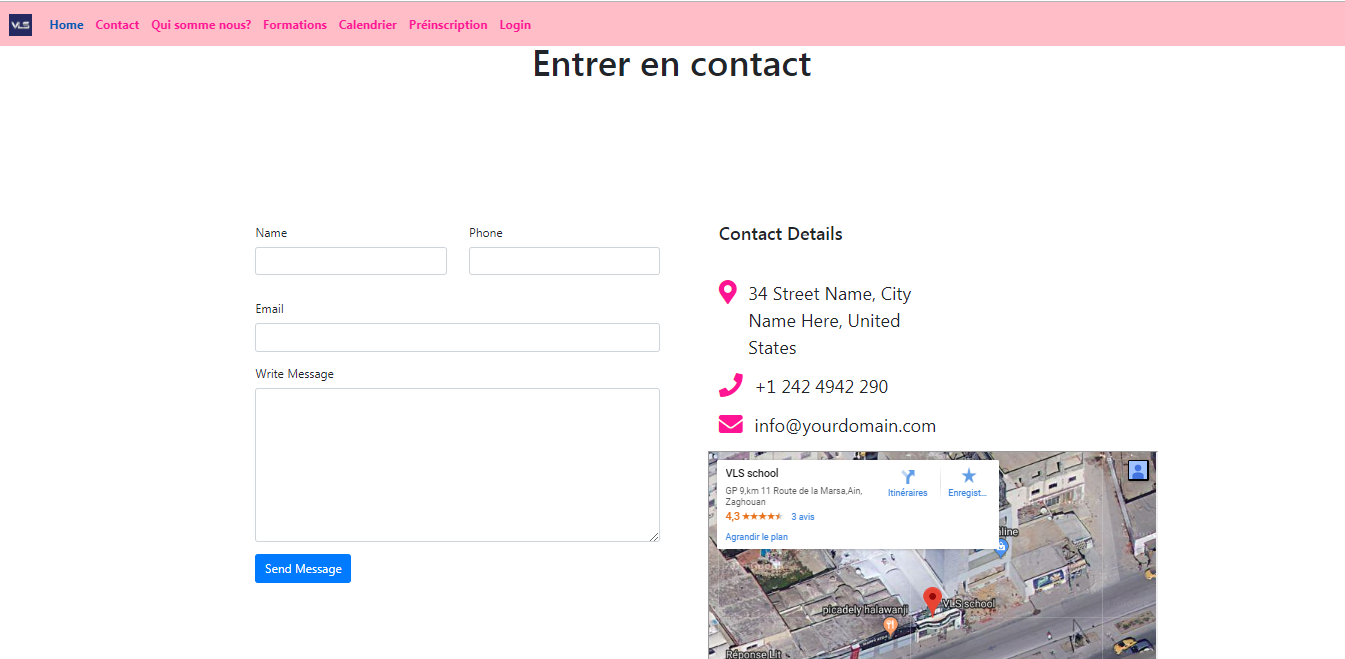 VLS Home Contact Qui somme nous? Formations Calendrier Préinscription Login
Entrer en contact
Name Phone
Email
Write Message
Send Message
Contact Details
34 Street Name, City
Name Here, United
States
+1 242 4942 290
info@yourdomain.com
VLS school
GP 9,km 11 Route de la Marsa,Ain,
Zaghouan
4,3 3 avis
Agrandir le plan
Itinéraires Enregist...
picadely halawanji
VLS school
Réponse Lit